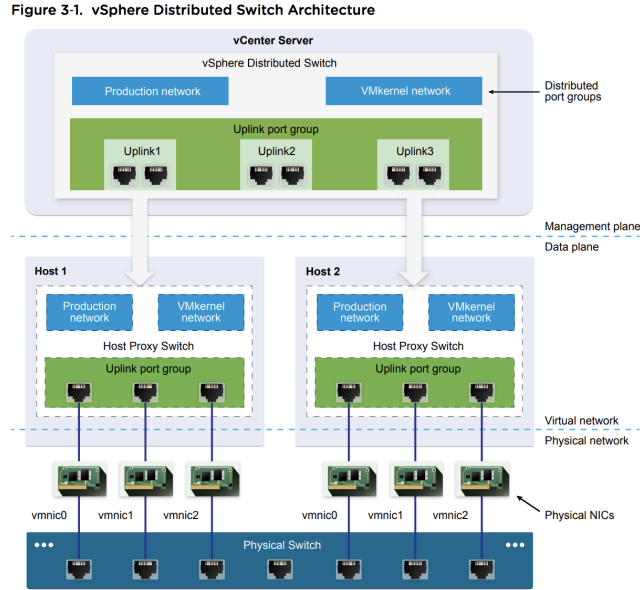 Figure 3-1. vSphere Distributed Switch Architecture
vCenter Server
vSphere Distributed Switch
Production network
VMkernel network
Distributed
port groups
Uplink port group
Uplink1
Uplink2
Uplink3
Management plane
Data plane
Host 1
Production
network
VMkernel
network
Host Proxy Switch
Uplink port group
Host 2
Production
network
VMkernel
network
Host Proxy Switch
Uplink port group
Virtual network
Physical network
vmnic0
vmnic1
vmnic2
vmnic0
vmnic1
vmnic2
Physical NICs
Physical Switch